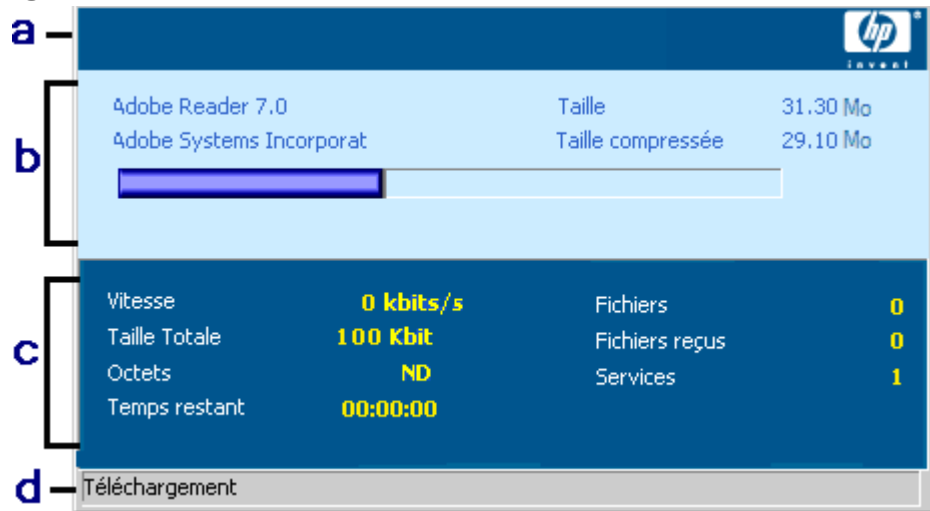 a
hp
invent
b
Adobe Reader 7.0 Taille 31.30 Mo
Adobe Systems Incorporat Taille compressée 29.10 Mo
c
Vitesse 0 kbits/s Fichiers 0
Taille Totale 100 Kbit Fichiers reçus 0
Octets ND Services 1
Temps restant 00:00:00
d
Téléchargement